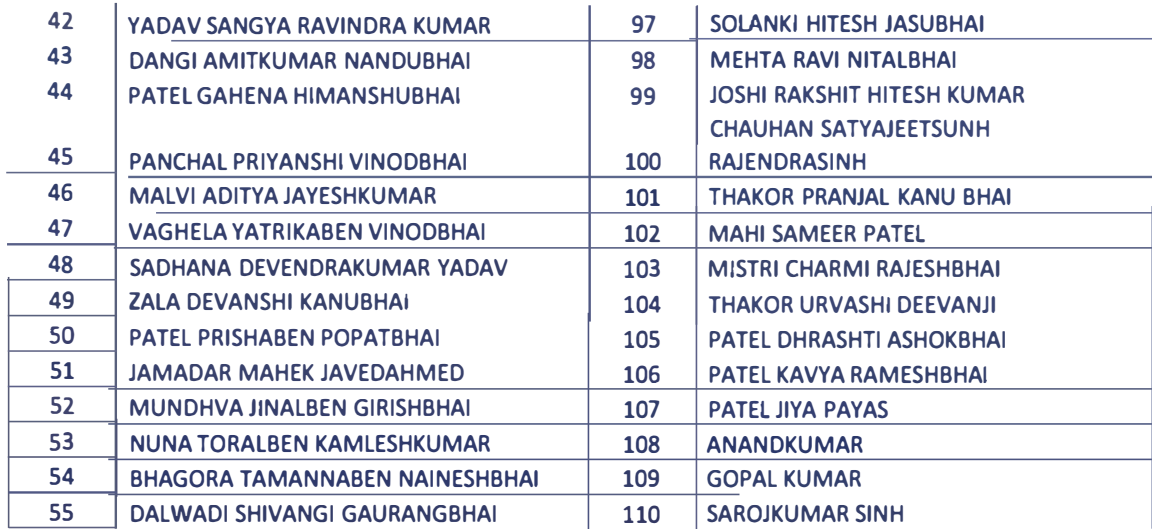 42 YADAV SANGYA RAVINDRA KUMAR 97 SOLANKI HITESH JASUBHAI
43 DANGI AMITKUMAR NANDUBHAI 98 MEHTA RAVI NITALBHAI
44 PATEL GAHENA HIMANSHUBHAI 99 JOSHI RAKSHIT HITESH KUMAR
CHAUHAN SATYAJEETSUNH
45 PANCHAL PRIYANSHI VINODBHAI 100 RAJENDRASINH
46 MALVI ADITYA JAYESHKUMAR 101 THAKOR PRANJAL KANU BHAI
47 VAGHELA YATRIKABEN VINODBHAI 102 MAHI SAMEER PATEL
48 SADHANA DEVENDRAKUMAR YADAV 103 MISTRI CHARMI RAJESHBHAI
49 ZALA DEVANSHI KANUBHAI 104 THAKOR URVASHI DEEVANJI
50 PATEL PRISHABEN POPATBHAI 105 PATEL DHRASHTI ASHOKBHAI
51 JAMADAR MAHEK JAVEDAHMED 106 PATEL KAVYA RAMESHBHAI
52 MUNDHVA JINALBEN GIRISHBHAI 107 PATEL JIYA PAYAS
53 NUNA TORALBEN KAMLESHKUMAR 108 ANANDKUMAR
54 BHAGORA TAMANNABEN NAINESHBHAI 109 GOPAL KUMAR
55 DALWADI SHIVANGI GAURANGBHAI 110 SAROJKUMAR SINH